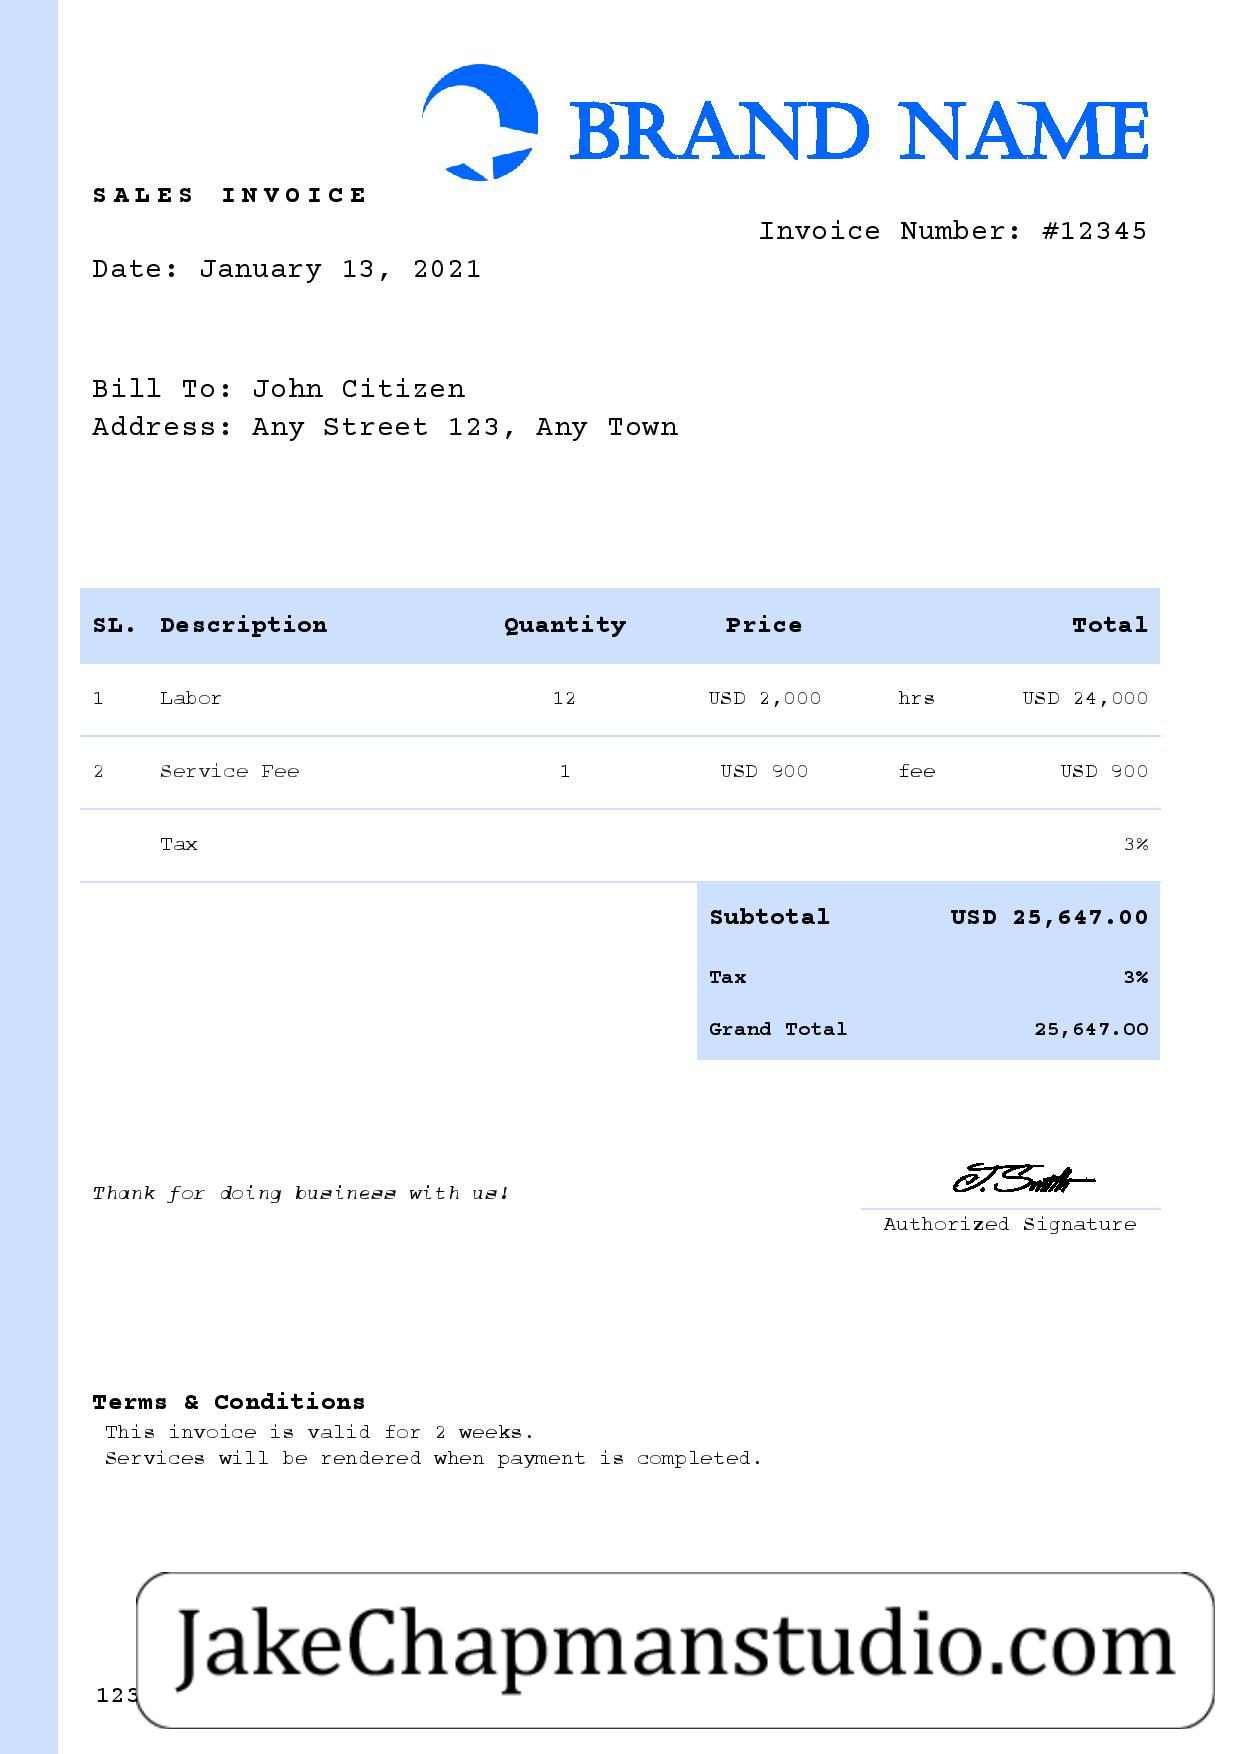 BRAND NAME
SALES INVOICE
Invoice Number: #12345
Date: January 13, 2021
Bill To: John Citizen
Address: Any Street 123, Any Town
SL. Description Quantity Price Total
1 Labor 12 USD 2,000 hrs USD 24,000
2 Service Fee 1 USD 900 fee USD 900
Tax 3%
Subtotal USD 25,647.00
Tax 3%
Grand Total 25,647.00
J. Smith
Thank for doing business with us!
Authorized Signature
Terms & Conditions
This invoice is valid for 2 weeks.
Services will be rendered when payment is completed.
JakeChapmanstudio.com
123